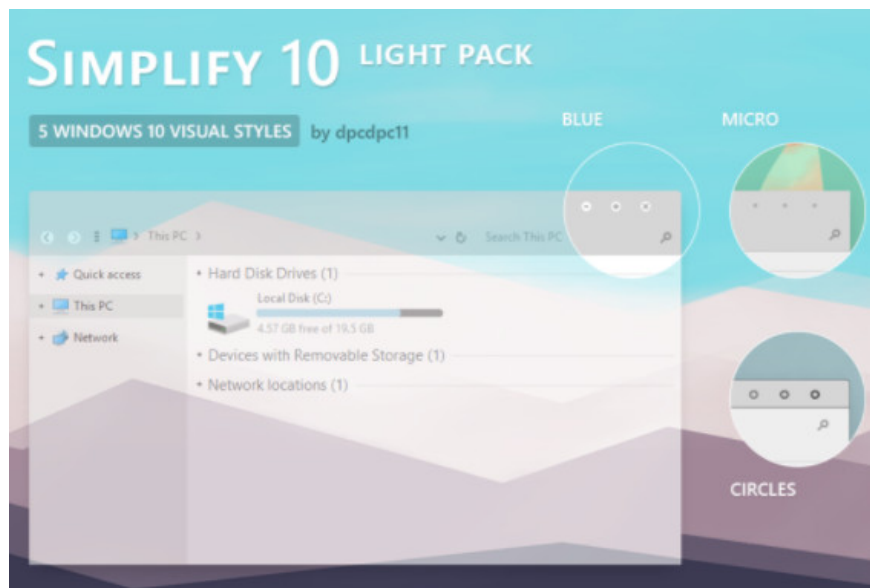 SIMPLIFY 10 LIGHT PACK
5 WINDOWS 10 VISUAL STYLES by dpcdpc11
BLUE
MICRO
This PC
Search This PC
Quick access
This PC
Network
Hard Disk Drives (1)
Local Disk (C:)
4.57 GB free of 19.5 GB
Devices with Removable Storage (1)
Network locations (1)
CIRCLES